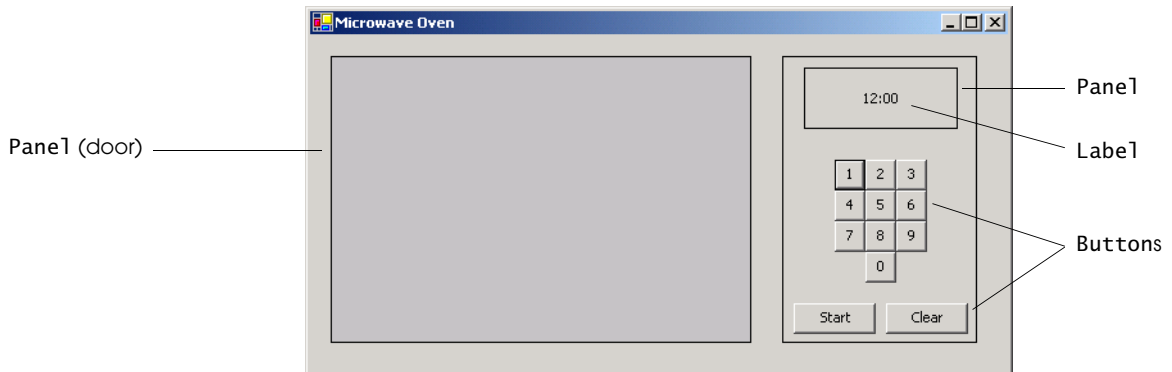 Microwave Oven
12:00
Panel
Label
Panel (door)
1 2 3
4 5 6
7 8 9
0
Buttons
Start Clear